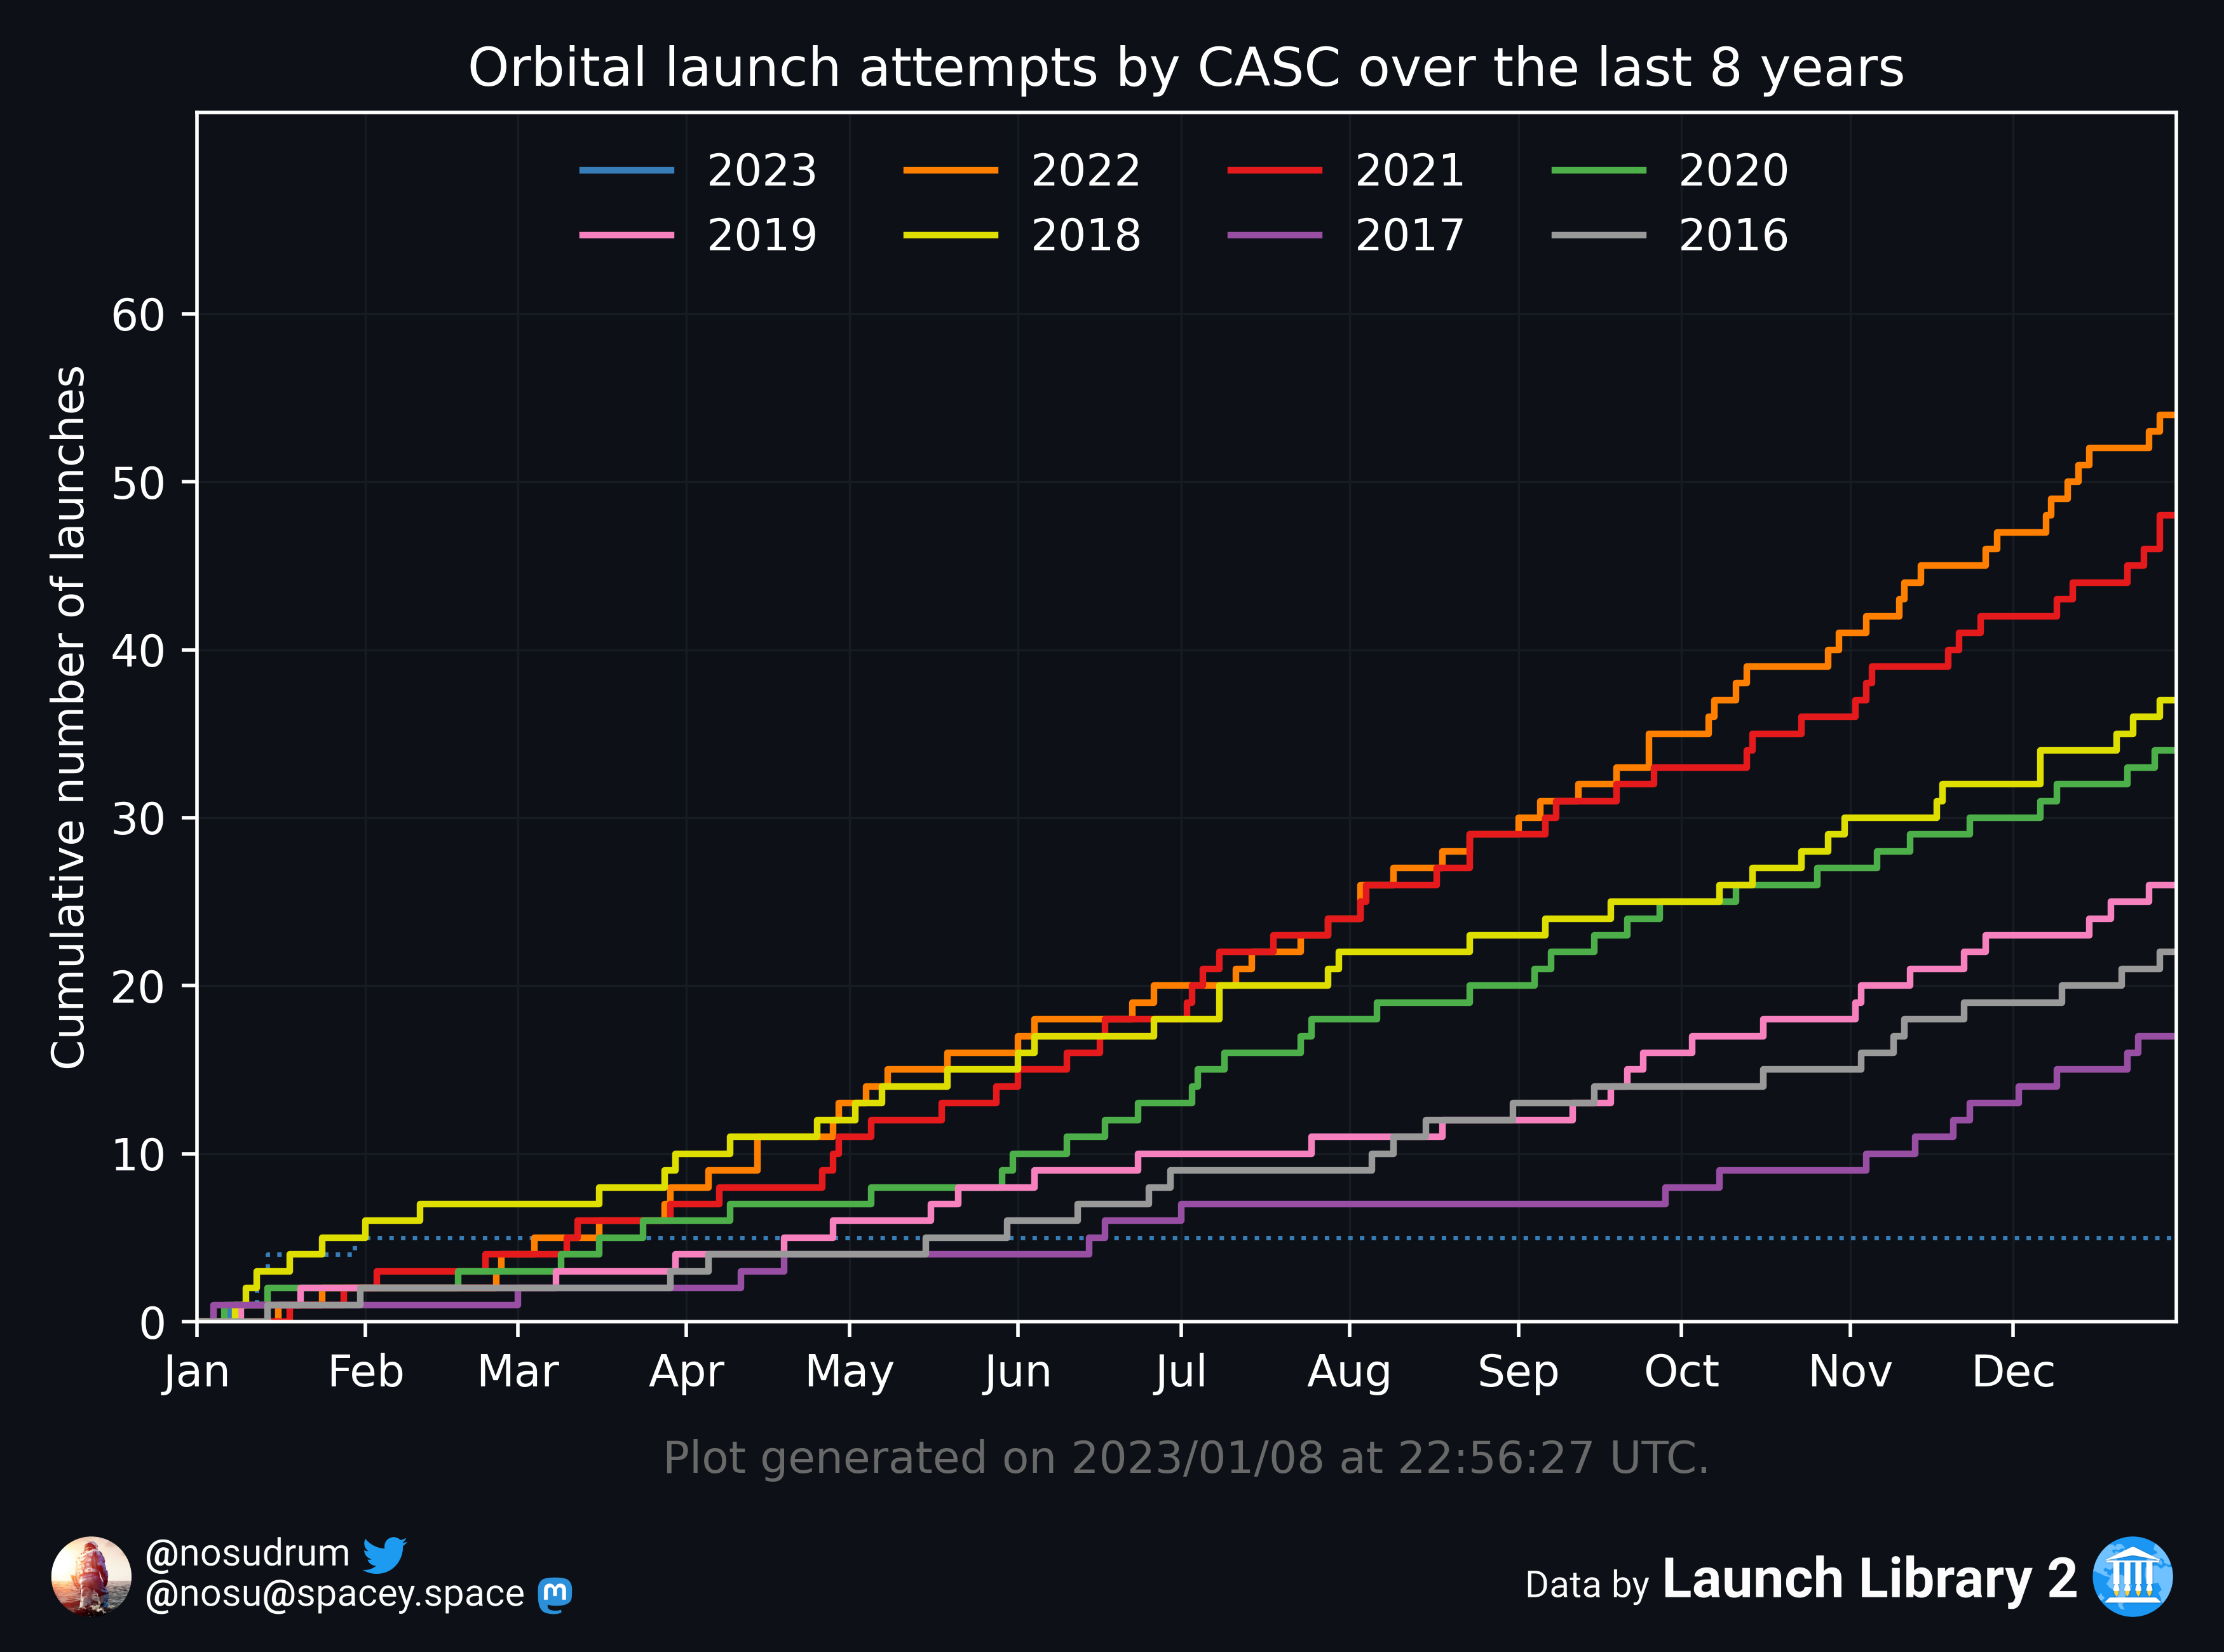 Orbital launch attempts by CASC over the last 8 years
2023 2022 2021 2020
2019 2018 2017 2016
Cumulative number of launches
60
50
40
30
20
10
0
Jan Feb Mar Apr May Jun Jul Aug Sep Oct Nov Dec
Plot generated on 2023/01/08 at 22:56:27 UTC.
@nosudrum
@nosu@spacey.space
Data by Launch Library 2